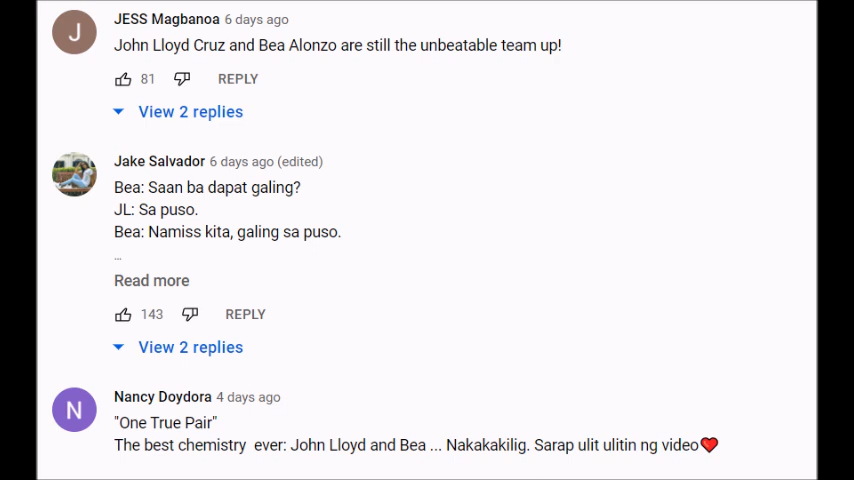 J
JESS Magbanoa 6 days ago
John Lloyd Cruz and Bea Alonzo are still the unbeatable team up!
81 REPLY
View 2 replies
Jake Salvador 6 days ago (edited)
Bea: Saan ba dapat galing?
JL: Sa puso.
Bea: Namiss kita, galing sa puso.
...
Read more
143 REPLY
View 2 replies
N
Nancy Doydora 4 days ago
"One True Pair"
The best chemistry  ever: John Lloyd and Bea ... Nakakakilig. Sarap ulit ulitin ng video❤️